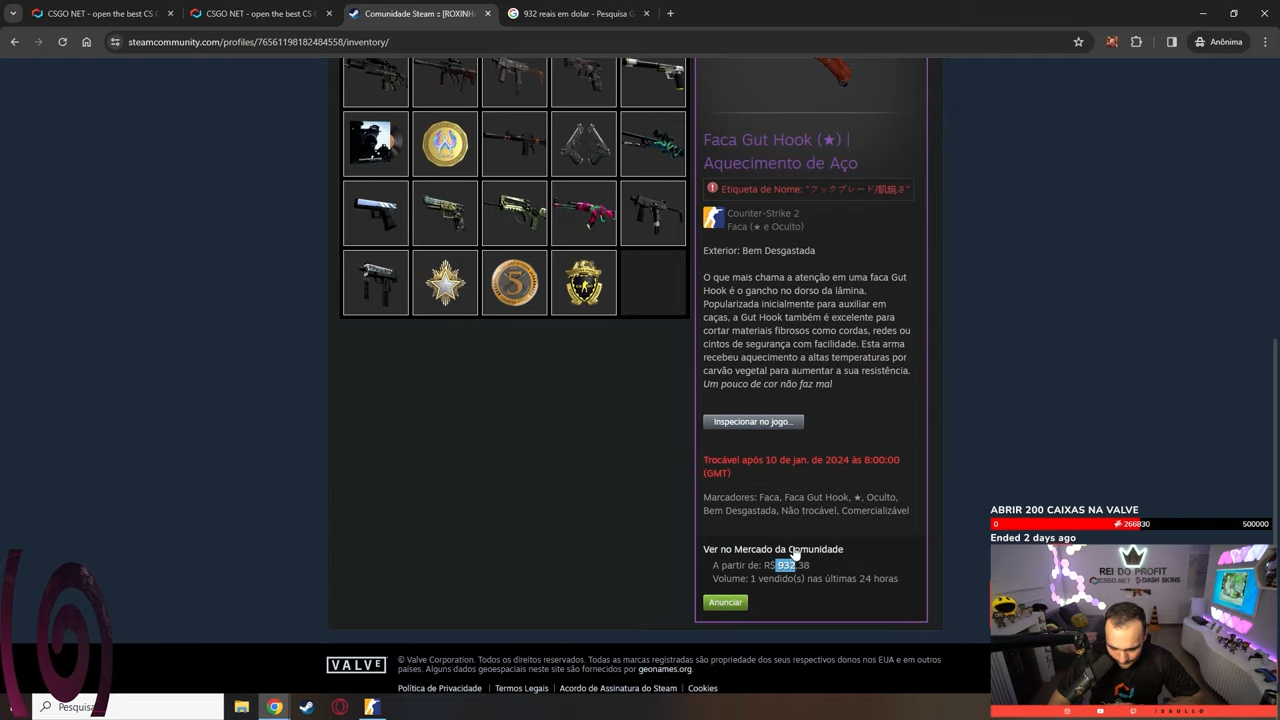 CSGO NET - open the best CS G
CSGO NET - open the best CS G
Comunidade Steam :: [ROXINHA
932 reais em dolar - Pesquisa G
steamcommunity.com/profiles/76561198182484558/inventory/
Anônima
Faca Gut Hook (★) |
Aquecimento de Aço
Etiqueta de Nome: "フックブレード/肌焼き"
Counter-Strike 2
Faca (★ e Oculto)
Exterior: Bem Desgastada
O que mais chama a atenção em uma faca Gut
Hook é o gancho no dorso da lâmina.
Popularizada inicialmente para auxiliar em
caças, a Gut Hook também é excelente para
cortar materiais fibrosos como cordas, redes ou
cintos de segurança com facilidade. Esta arma
recebeu aquecimento a altas temperaturas por
carvão vegetal para aumentar a sua resistência.
Um pouco de cor não faz mal
Inspecionar no jogo...
Trocável após 10 de jan. de 2024 às 8:00:00
(GMT)
Marcadores: Faca, Faca Gut Hook, ★, Oculto,
Bem Desgastada, Não trocável, Comercializável
Ver no Mercado da Comunidade
A partir de: R$ 932,38
Volume: 1 vendido(s) nas últimas 24 horas
Anunciar
ABRIR 200 CAIXAS NA VALVE
0 266830 500000
Ended 2 days ago
REI DO PROFIT
CSGO.NET DASH SKINS
/SAULLO
VALVE
© Valve Corporation. Todos os direitos reservados. Todas as marcas registradas são propriedade dos seus respectivos donos nos EUA e em outros
países. Alguns dados geoespaciais neste site são fornecidos por geonames.org.
Política de Privacidade | Termos Legais | Acordo de Assinatura do Steam | Cookies
Pesquisa